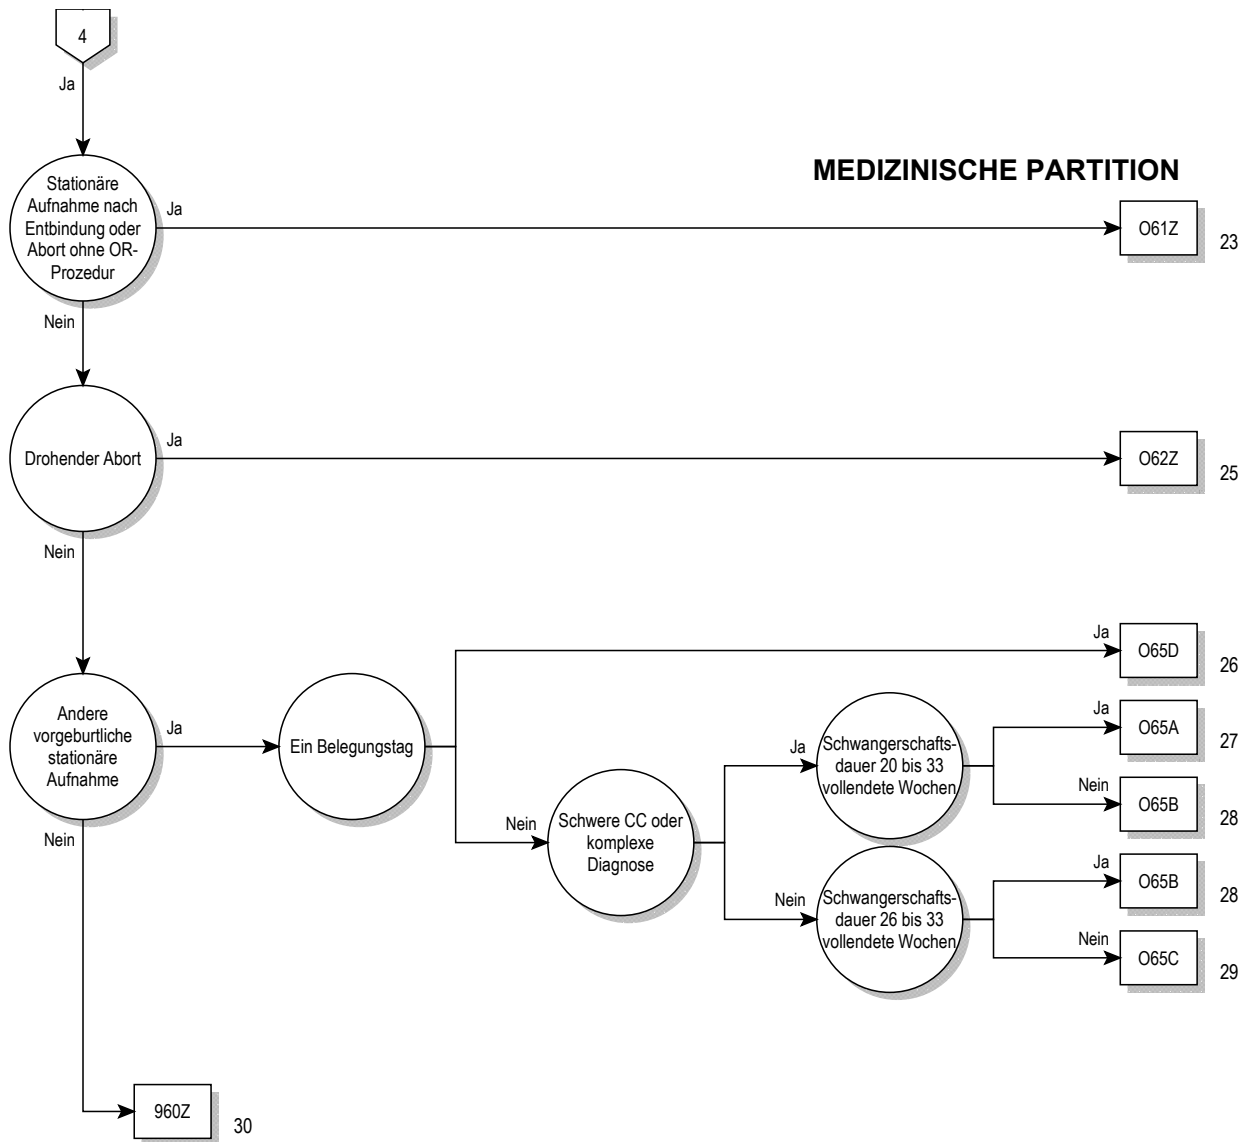 4
Ja
MEDIZINISCHE PARTITION
Stationäre
Aufnahme nach
Entbindung oder
Abort ohne OR-
Prozedur
Ja
O61Z
23
Nein
Drohender Abort
Ja
O62Z
25
Nein
Andere
vorgeburtliche
stationäre
Aufnahme
Ja
Ein Belegungstag
Ja
O65D
26
Nein
Schwere CC oder
komplexe
Diagnose
Ja
Schwangerschafts-
dauer 20 bis 33
vollendete Wochen
Ja
O65A
27
Nein
O65B
28
Nein
Schwangerschafts-
dauer 26 bis 33
vollendete Wochen
Ja
O65B
28
Nein
O65C
29
Nein
960Z
30